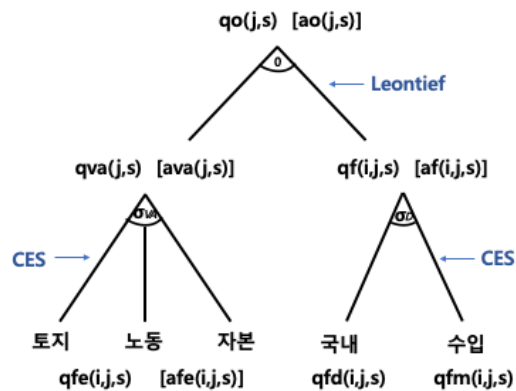 qo(j,s) [ao(j,s)]
0
Leontief
qva(j,s) [ava(j,s)]
qf(i,j,s) [af(i,j,s)]
σVA
σD
CES
CES
토지 노동 자본
국내 수입
qfe(i,j,s) [afe(i,j,s)]
qfd(i,j,s) qfm(i,j,s)